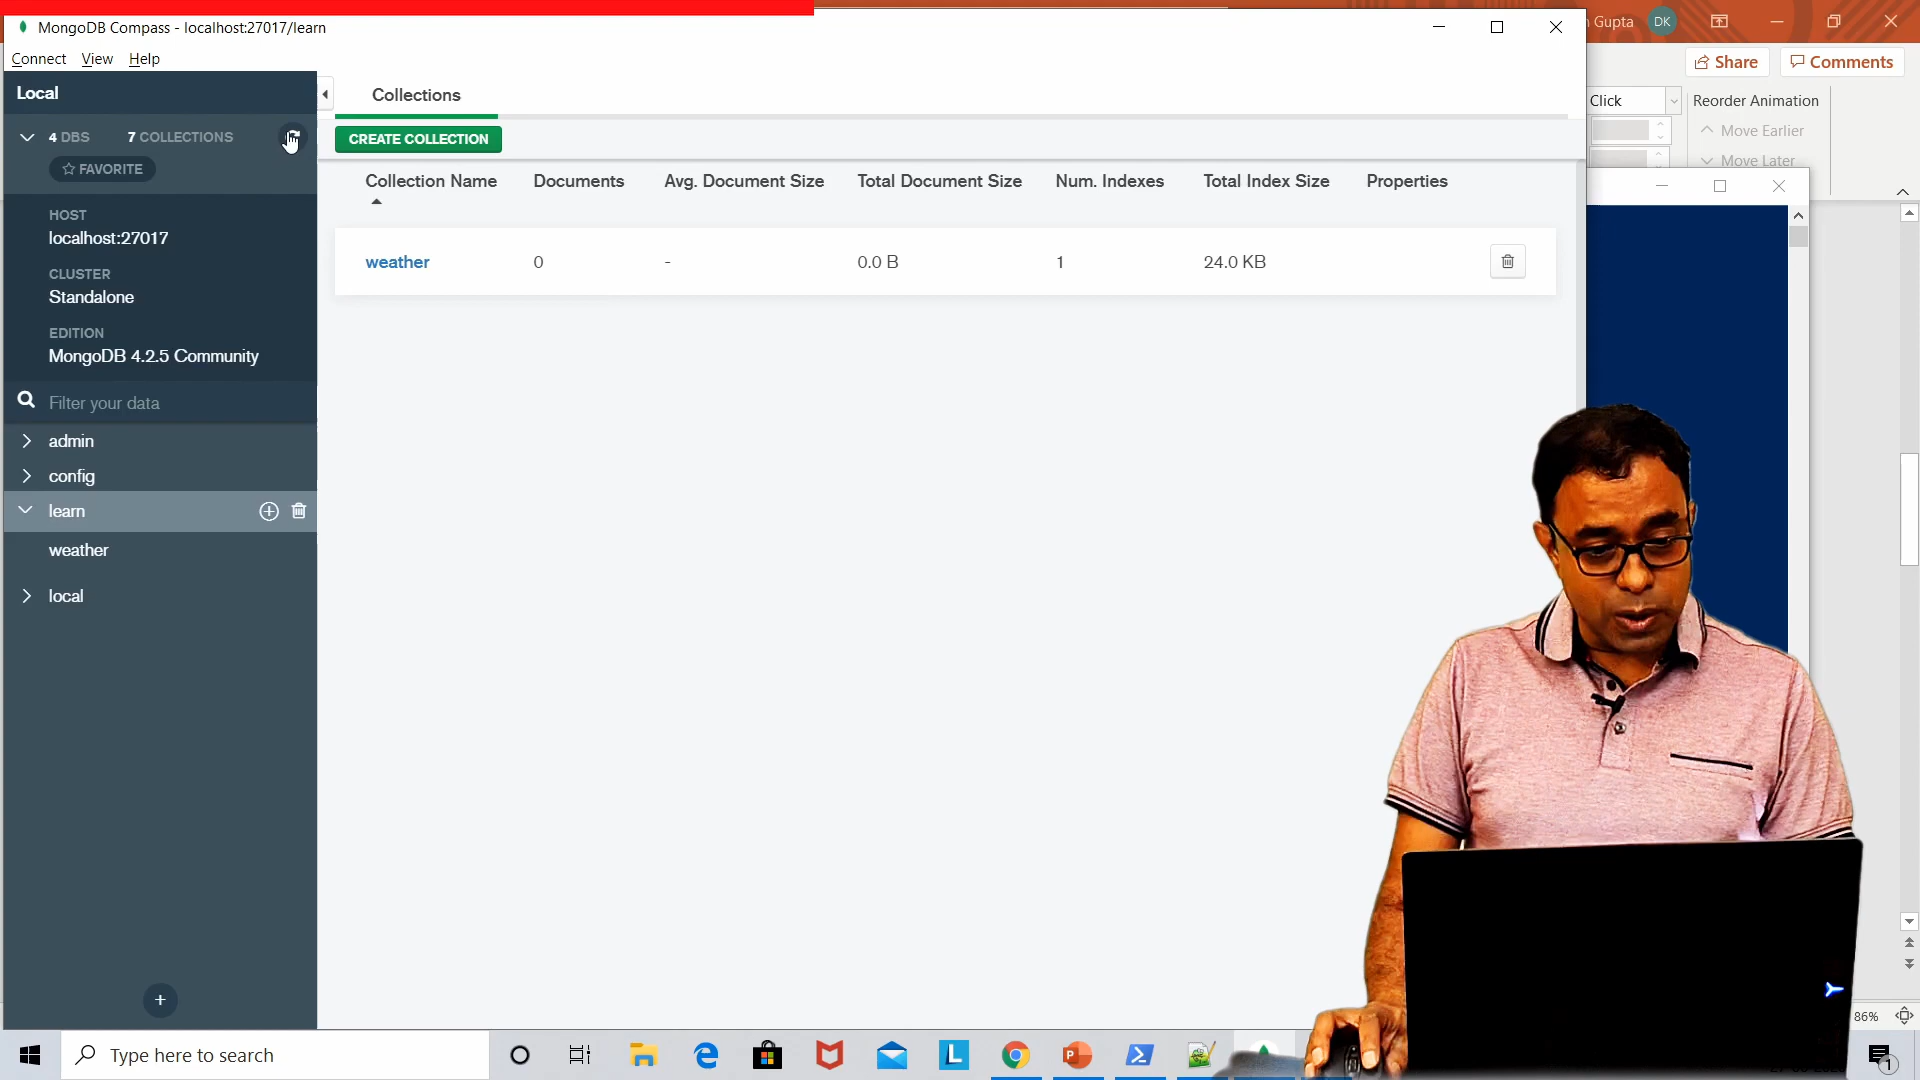 MongoDB Compass - localhost:27017/learn
Gupta
DK
Connect View Help
Share
Comments
Local
Collections
Click
Reorder Animation
4 DBS 7 COLLECTIONS
CREATE COLLECTION
Move Earlier
FAVORITE
Move Later
Collection Name Documents Avg. Document Size Total Document Size Num. Indexes Total Index Size Properties
HOST
localhost:27017
weather 0 - 0.0 B 1 24.0 KB
CLUSTER
Standalone
EDITION
MongoDB 4.2.5 Community
Filter your data
admin
config
learn
weather
local
+
86%
Type here to search
L
P
1